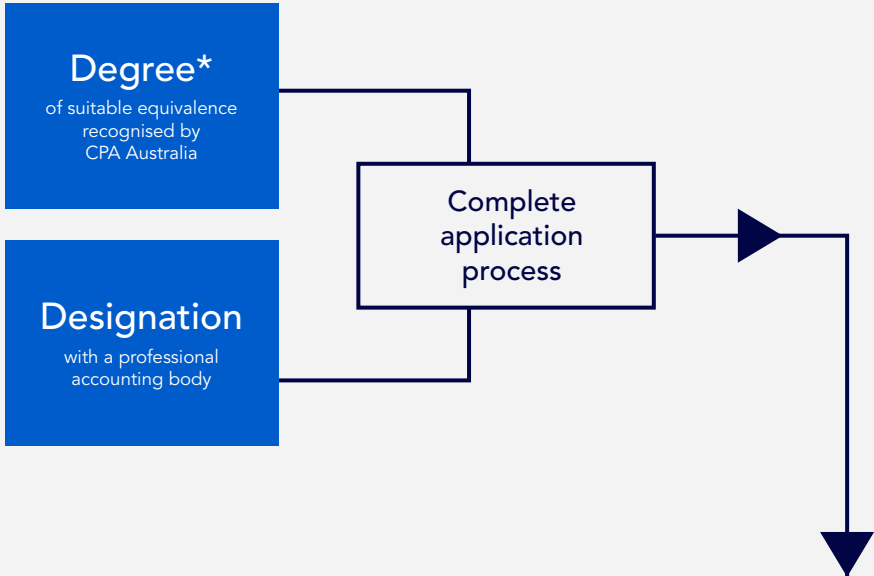 Degree*
of suitable equivalence
recognised by
CPA Australia
Complete
application
process
Designation
with a professional
accounting body